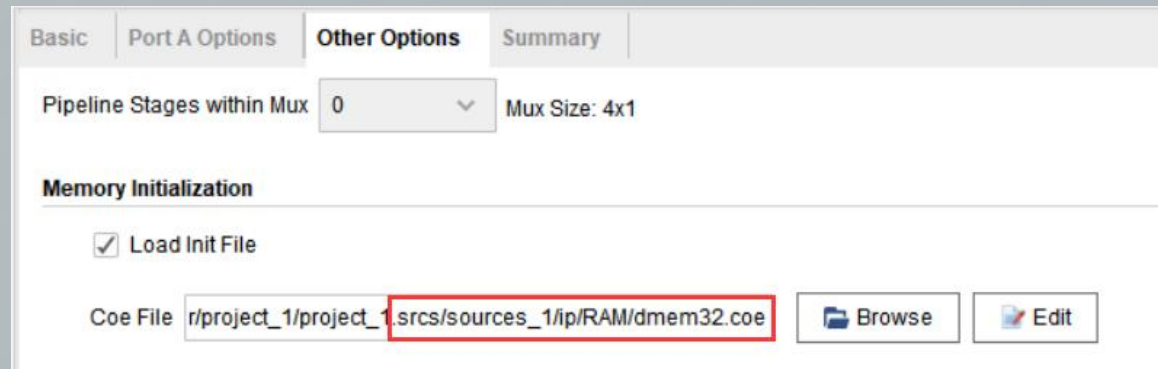 Basic Port A Options Other Options Summary
Pipeline Stages within Mux 0 Mux Size: 4x1
Memory Initialization
Load Init File
Coe File r/project_1/project_1.srcs/sources_1/ip/RAM/dmem32.coe Browse Edit